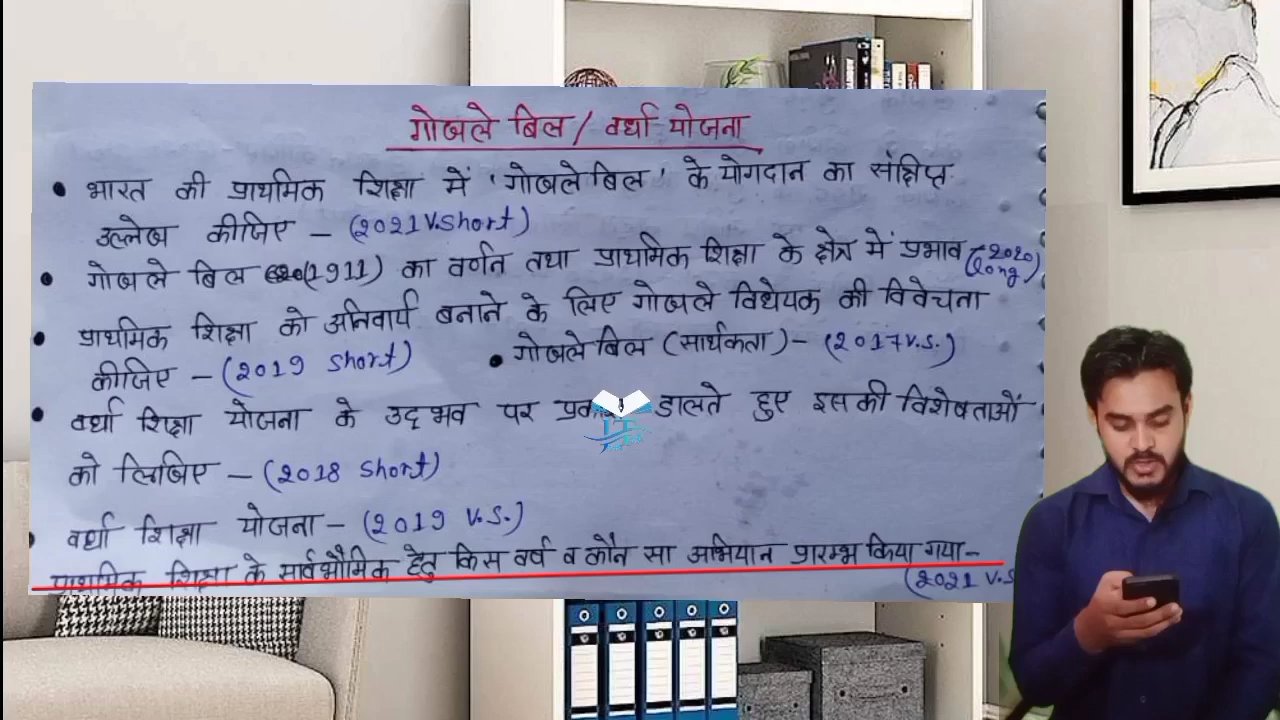 गोखले बिल / वर्धा योजना
• भारत की प्राथमिक शिक्षा में 'गोखले बिल' के योगदान का संक्षिप्त
उल्लेख कीजिए – (2021 V.Short)
• गोखले बिल (1911) का वर्णन तथा प्राथमिक शिक्षा के क्षेत्र में प्रभाव (2020 Long)
• प्राथमिक शिक्षा को अनिवार्य बनाने के लिए गोखले विधेयक की विवेचना
कीजिए – (2019 Short)
• गोखले बिल (सार्थकता) – (2017 V.S.)
• वर्धा शिक्षा योजना के उद्भव पर डालते हुए इसकी विशेषताओं
को लिखिए – (2018 Short)
• वर्धा शिक्षा योजना – (2019 V.S.)
प्राथमिक शिक्षा के सार्वभौमिक हेतु किस वर्ष व कौन सा अभियान प्रारम्भ किया गया –
(2021 V.S